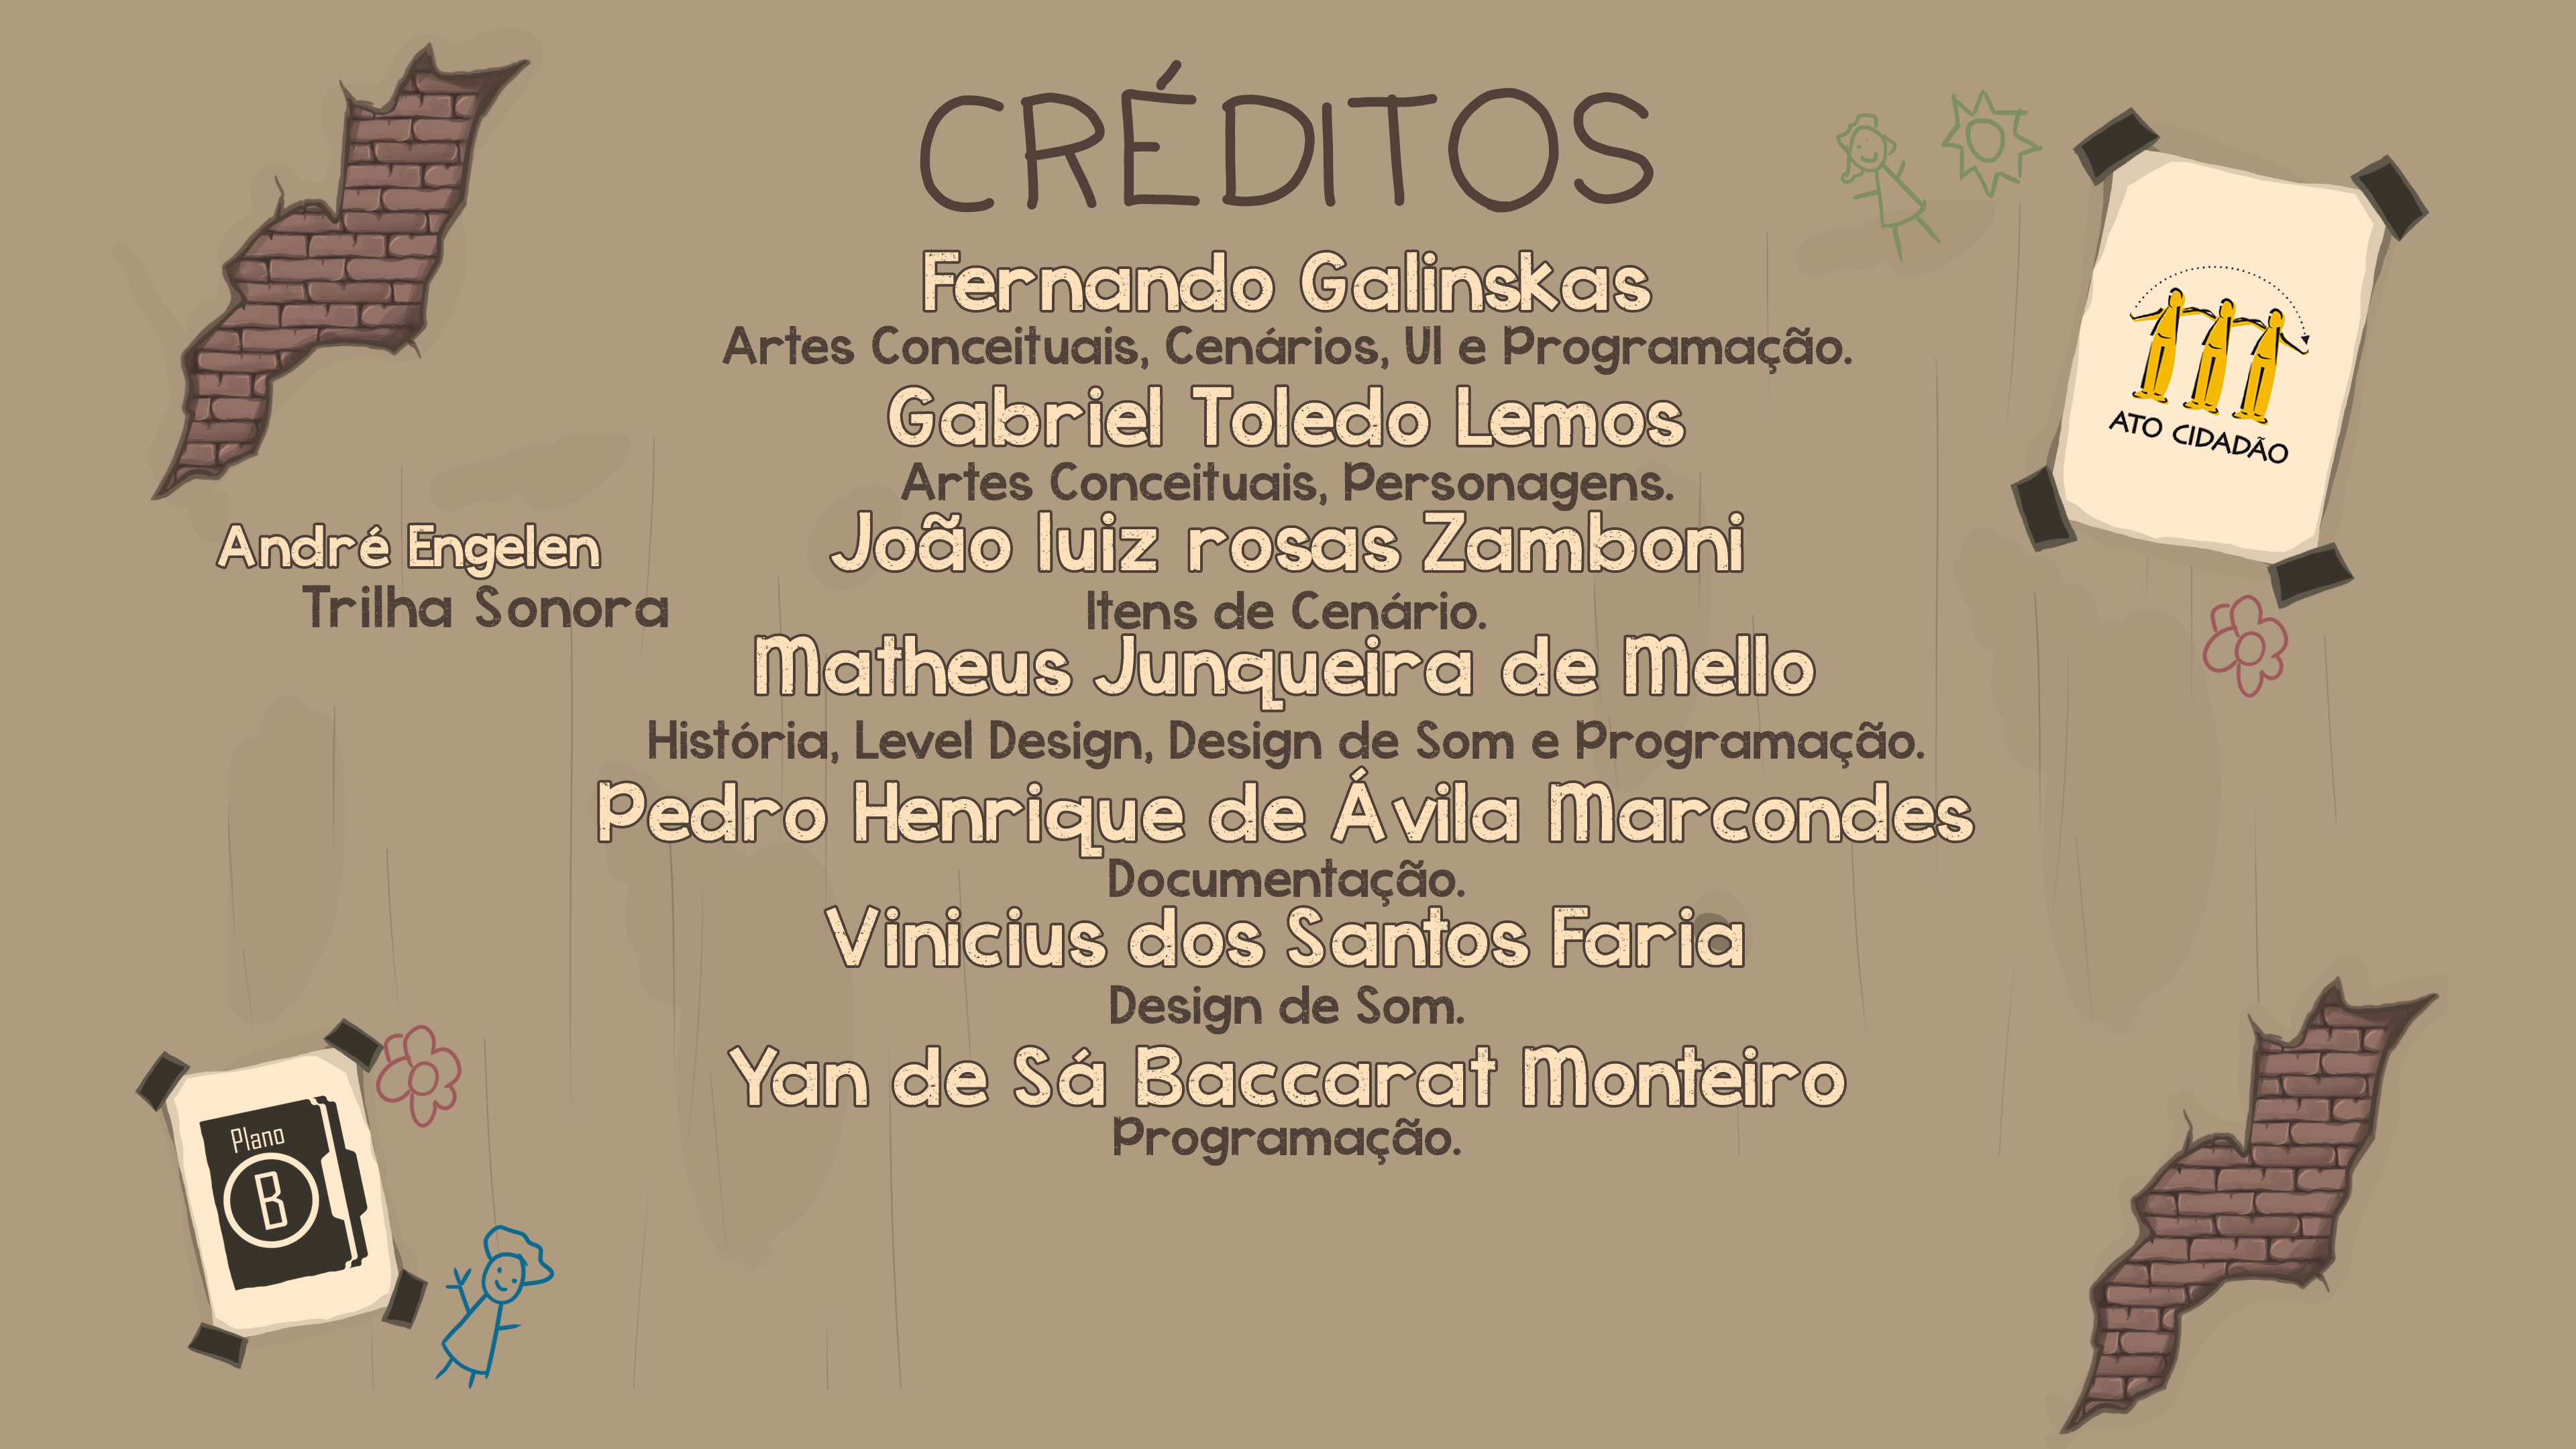 CRÉDITOS
Fernando Galinskas
Artes Conceituais, Cenários, UI e Programação.
Gabriel Toledo Lemos
Artes Conceituais, Personagens.
João luiz rosas Zamboni
Itens de Cenário.
Matheus Junqueira de Mello
História, Level Design, Design de Som e Programação.
Pedro Henrique de Ávila Marcondes
Documentação.
Vinicius dos Santos Faria
Design de Som.
Yan de Sá Baccarat Monteiro
Programação.
André Engelen
Trilha Sonora
ATO CIDADÃO
Plano
B